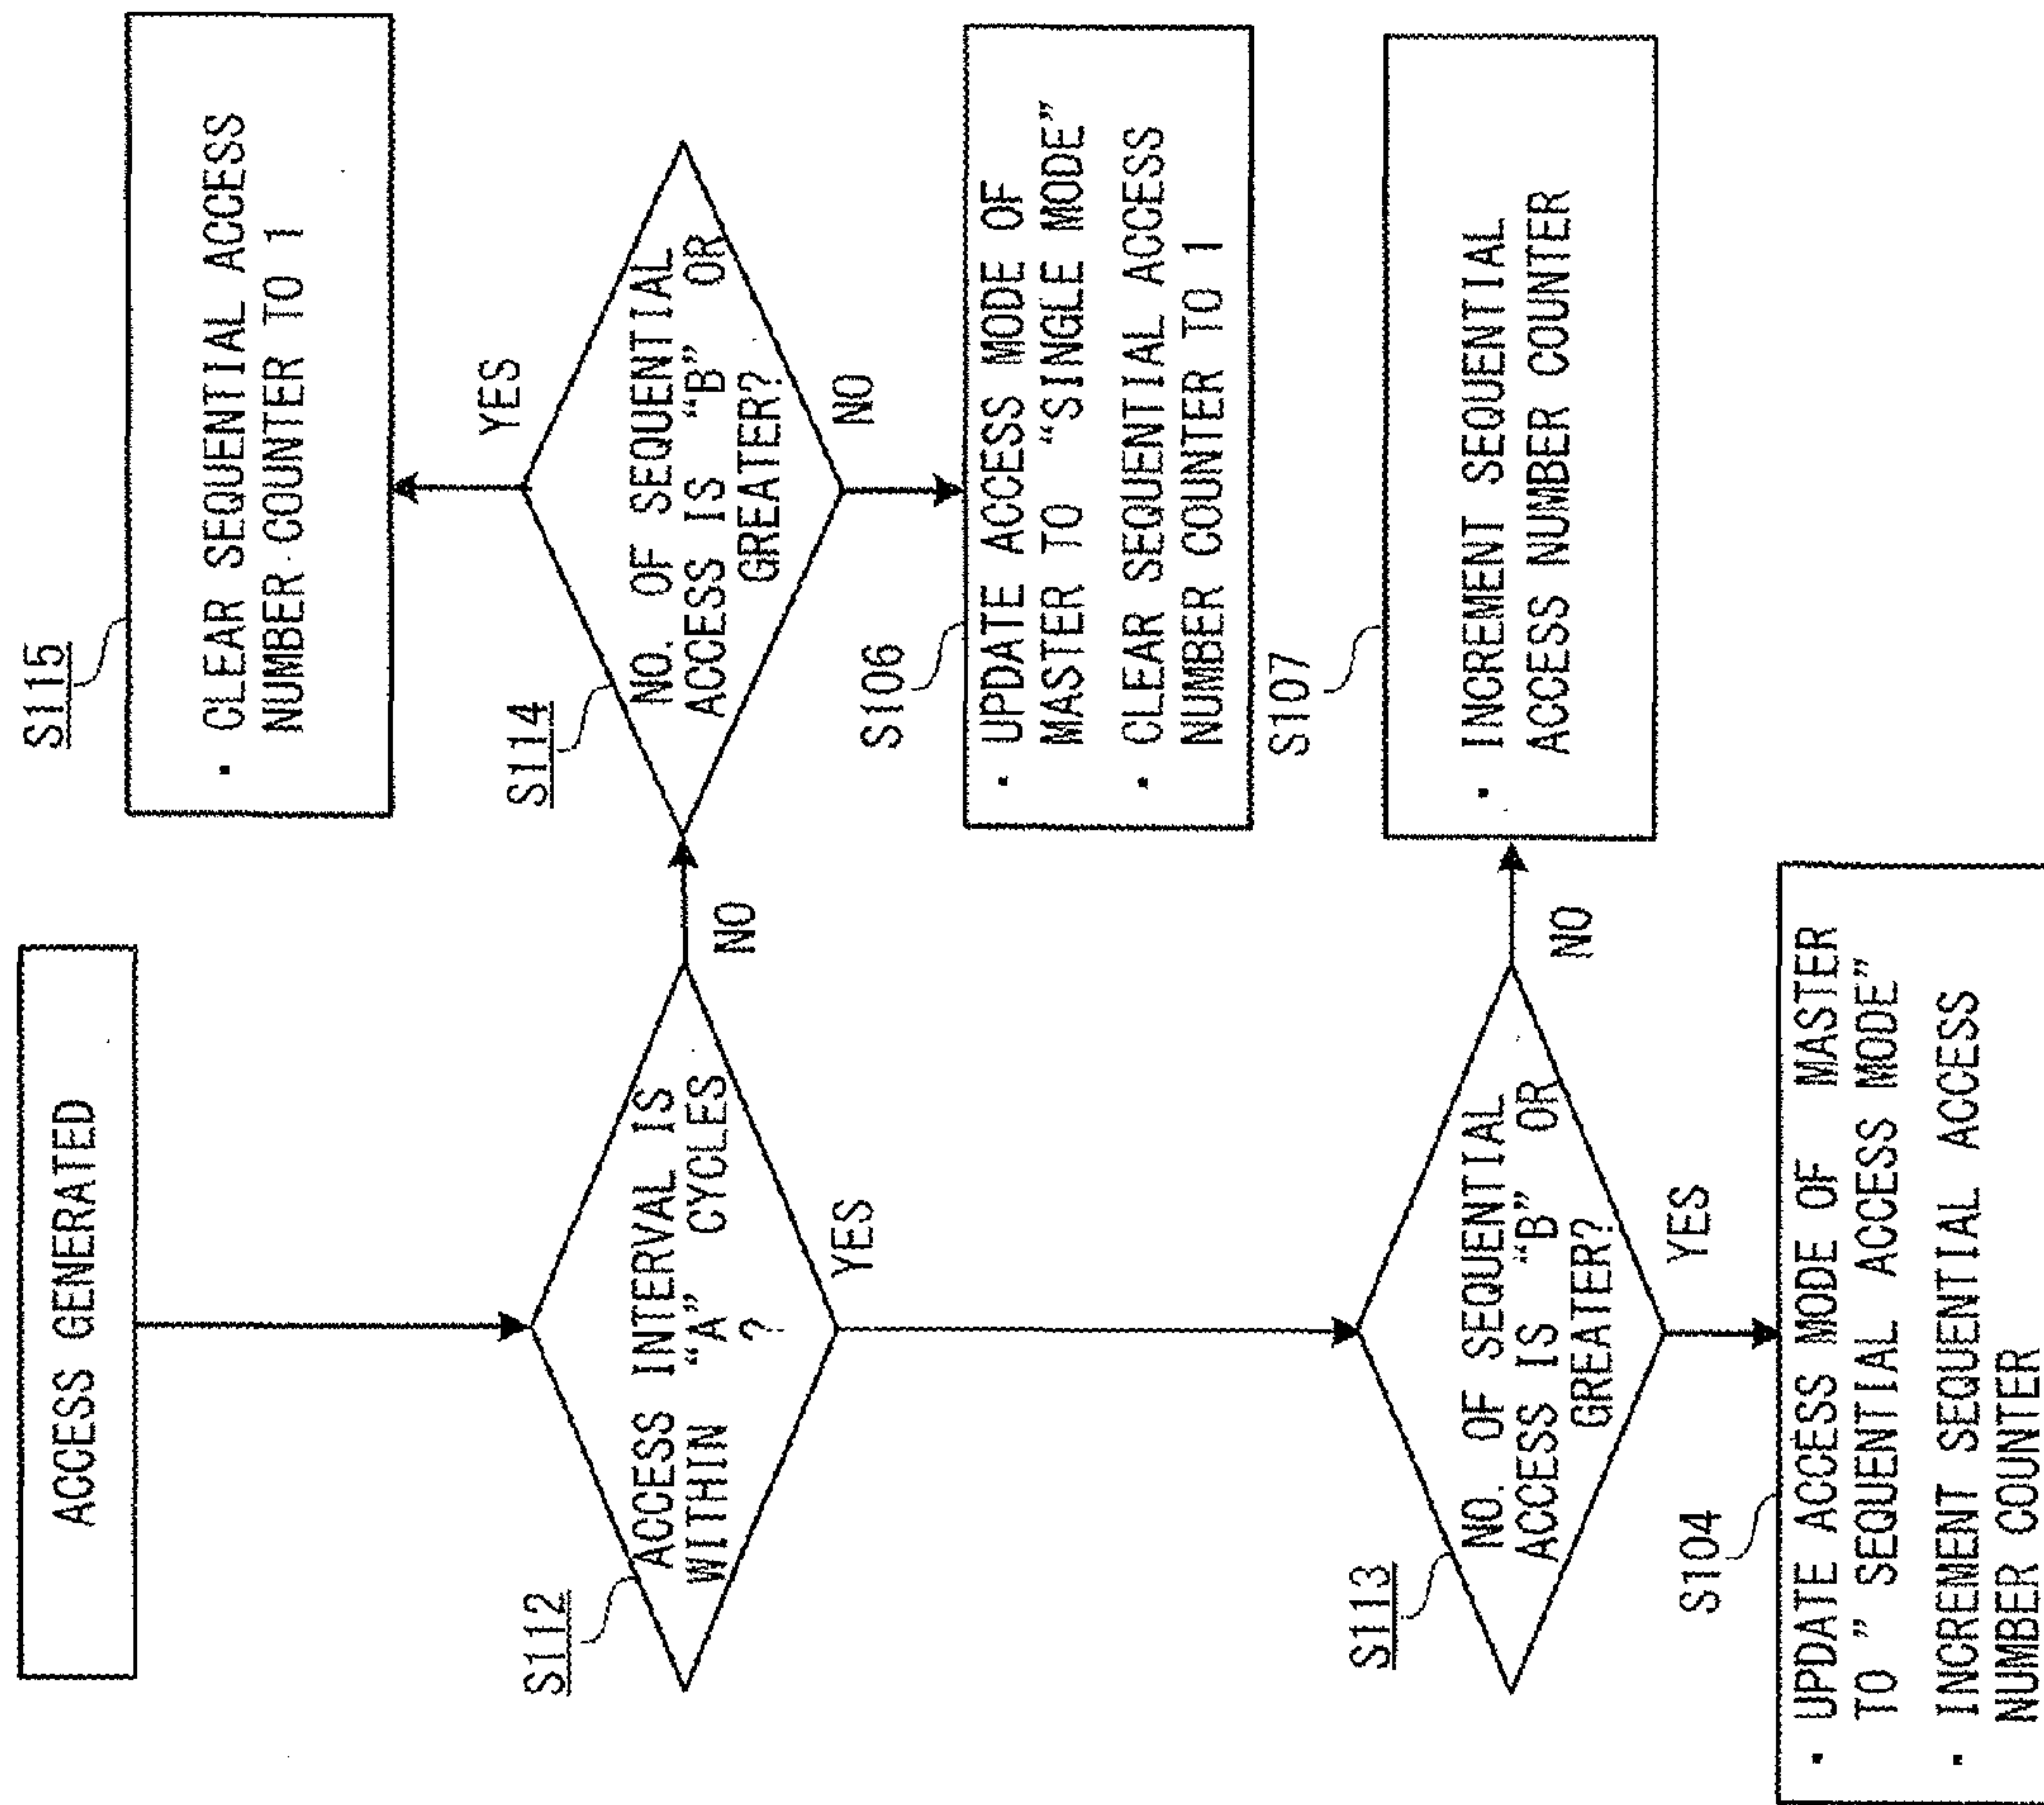 ACCESS GENERATED
S112
ACCESS INTERVAL IS
WITHIN "A" CYCLES
?
NO
YES
S114
NO. OF SEQUENTIAL
ACCESS IS "B" OR
GREATER?
YES
NO
S115
· CLEAR SEQUENTIAL ACCESS
NUMBER COUNTER TO 1
S106
· UPDATE ACCESS MODE OF
MASTER TO "SINGLE MODE"
· CLEAR SEQUENTIAL ACCESS
NUMBER COUNTER TO 1
S113
NO. OF SEQUENTIAL
ACCESS IS "B" OR
GREATER?
NO
YES
S107
· INCREMENT SEQUENTIAL
ACCESS NUMBER COUNTER
S104
· UPDATE ACCESS MODE OF MASTER
TO " SEQUENTIAL ACCESS MODE"
· INCREMENT SEQUENTIAL ACCESS
NUMBER COUNTER